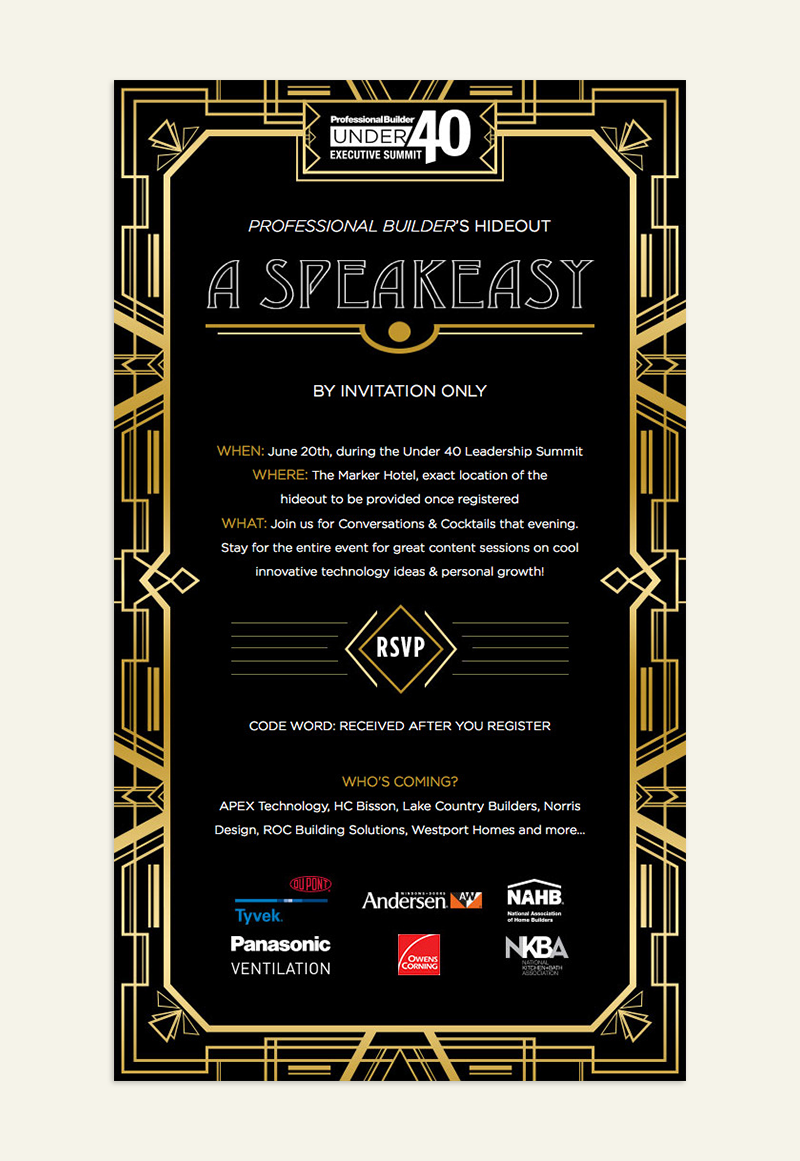 Professional Builder
UNDER 40
EXECUTIVE SUMMIT
PROFESSIONAL BUILDER'S HIDEOUT
A SPEAKEASY
BY INVITATION ONLY
WHEN: June 20th, during the Under 40 Leadership Summit
WHERE: The Marker Hotel, exact location of the
hideout to be provided once registered
WHAT: Join us for Conversations & Cocktails that evening.
Stay for the entire event for great content sessions on cool
innovative technology ideas & personal growth!
RSVP
CODE WORD: RECEIVED AFTER YOU REGISTER
WHO'S COMING?
APEX Technology, HC Bisson, Lake Country Builders, Norris
Design, ROC Building Solutions, Westport Homes and more...
DUPONT
Tyvek®
WINDOWS • DOORS
Andersen® AW
NAHB®
National Association
of Home Builders
Panasonic
VENTILATION
OWENS
CORNING
NKBA
NATIONAL
KITCHEN+BATH
ASSOCIATION